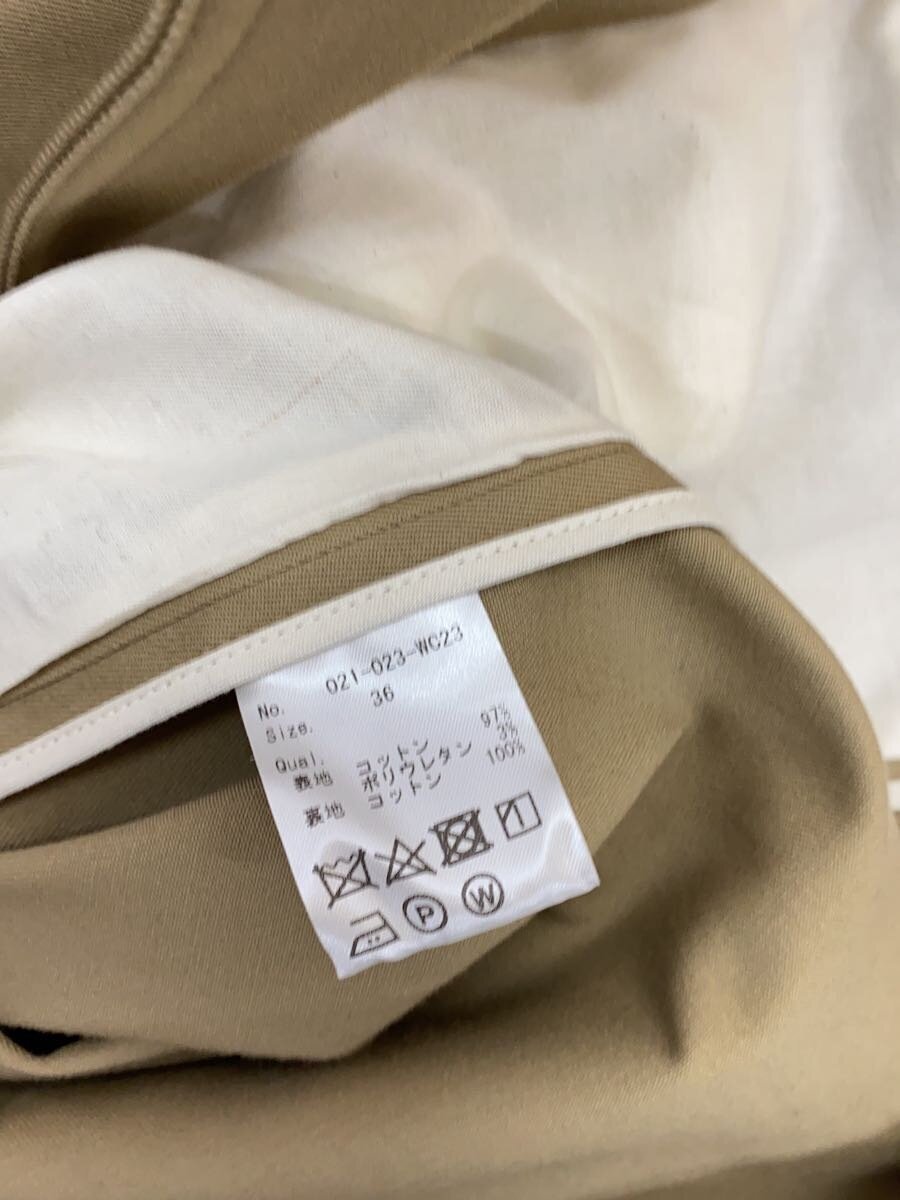 No. 021-023-WC23
Size. 36
Qual.
表地 コットン 97%
ポリウレタン 3%
裏地 コットン 100%
P W